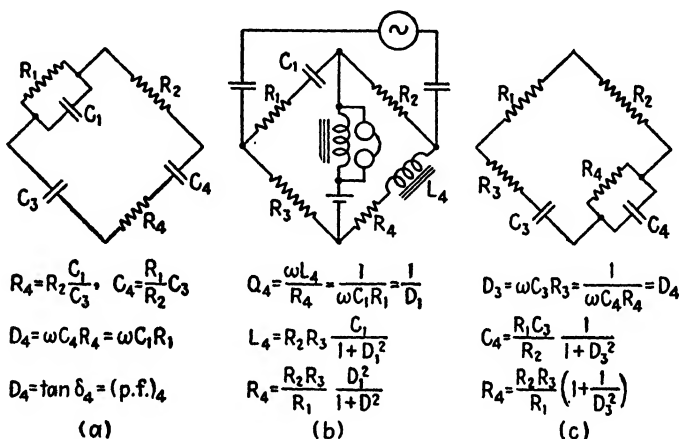 R₁ R₂ C₁ C₃ C₄ R₄
C₁ R₁ R₂ R₃ R₄ L₄
R₁ R₂ R₃ R₄ C₃ C₄
R₄=R₂ C₁/C₃, C₄=R₁/R₂ C₃
D₄=ωC₄R₄=ωC₁R₁
D₄=tan δ₄=(p.f.)₄
(a)
Q₄=ωL₄/R₄=1/ωC₁R₁=1/D₁
L₄=R₂R₃ C₁/1+D₁²
R₄=R₂R₃/R₁ D₁²/1+D²
(b)
D₃=ωC₃R₃=1/ωC₄R₄=D₄
C₄=R₁C₃/R₂ 1/1+D₃²
R₄=R₂R₃/R₁(1+1/D₃²)
(c)